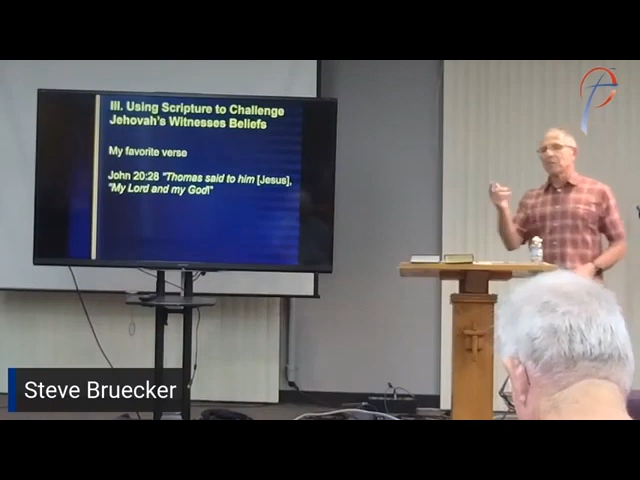 III. Using Scripture to Challenge
Jehovah's Witnesses Beliefs
My favorite verse
John 20:28 "Thomas said to him [Jesus],
"My Lord and my God!"
Steve Bruecker